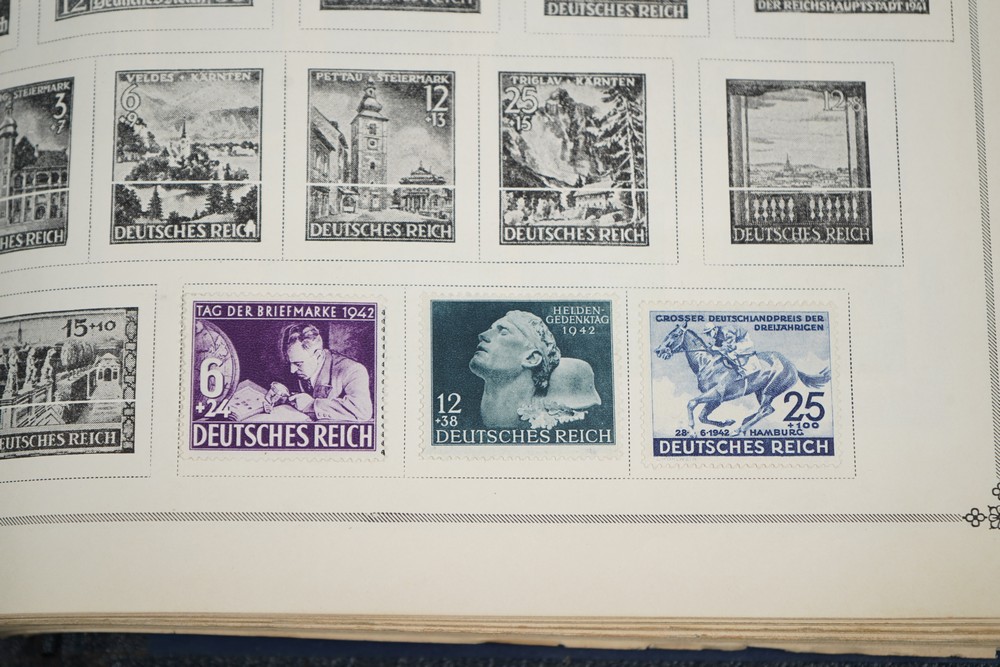 12 Deutsches Reich
DEUTSCHES REICH
DER REICHSHAUPTSTADT 1941
STEIERMARK
3
+7
DEUTSCHES REICH
VELDES • KÄRNTEN
6
+9
DEUTSCHES REICH
PETTAU • STEIERMARK
12
+13
DEUTSCHES REICH
TRIGLAV • KÄRNTEN
25
+15
DEUTSCHES REICH
12+8
DEUTSCHES REICH
15+10
DEUTSCHES REICH
TAG DER BRIEFMARKE 1942
6
+24
DEUTSCHES REICH
HELDEN-
GEDENKTAG
1942
12
+38
DEUTSCHES REICH
GROSSER DEUTSCHLANDPREIS DER
DREIJÄHRIGEN
25
+100
28• 6•1942 HAMBURG
DEUTSCHES REICH